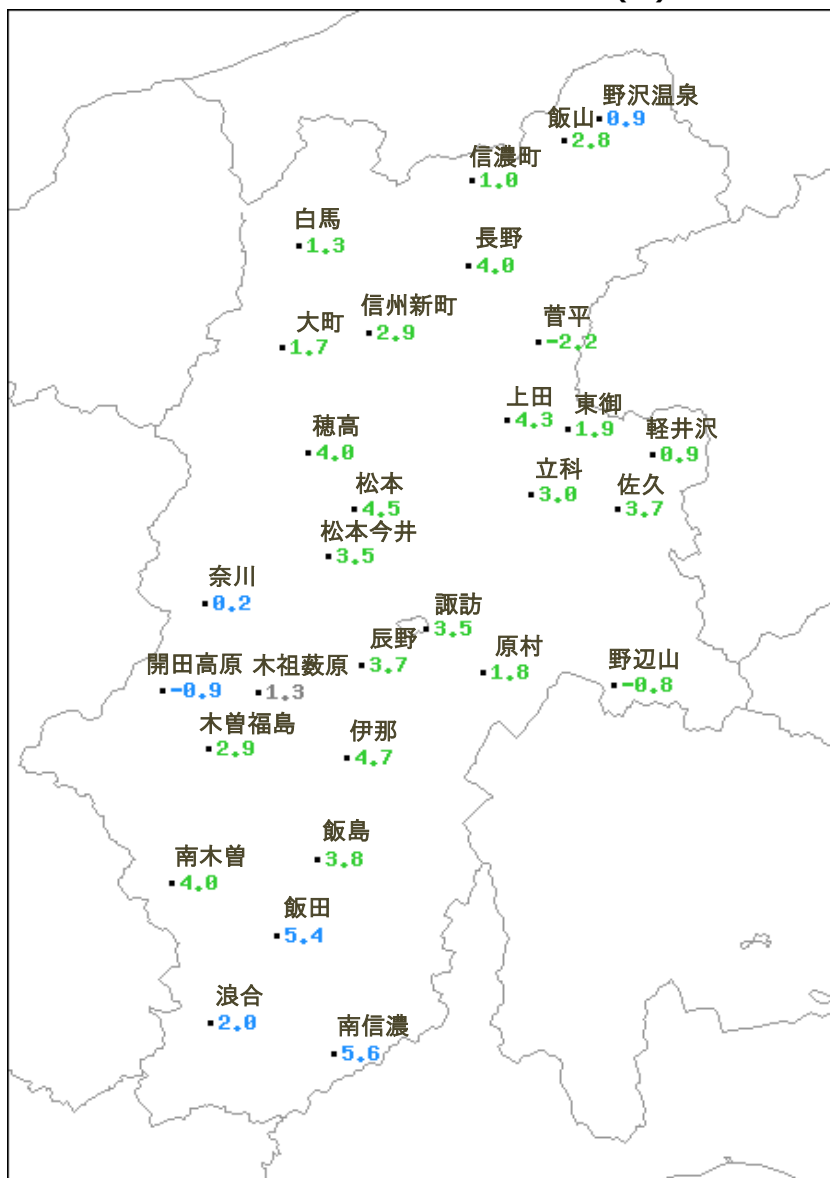 野沢温泉
0.9
飯山
2.8
信濃町
1.0
白馬
1.3
長野
4.0
信州新町
2.9
大町
1.7
菅平
-2.2
上田
4.3
東御
1.9
軽井沢
0.9
穂高
4.0
立科
3.0
佐久
3.7
松本
4.5
松本今井
3.5
奈川
0.2
諏訪
3.5
辰野
3.7
原村
1.8
野辺山
-0.8
開田高原
-0.9
木祖薮原
1.3
木曽福島
2.9
伊那
4.7
飯島
3.8
南木曽
4.0
飯田
5.4
浪合
2.0
南信濃
5.6